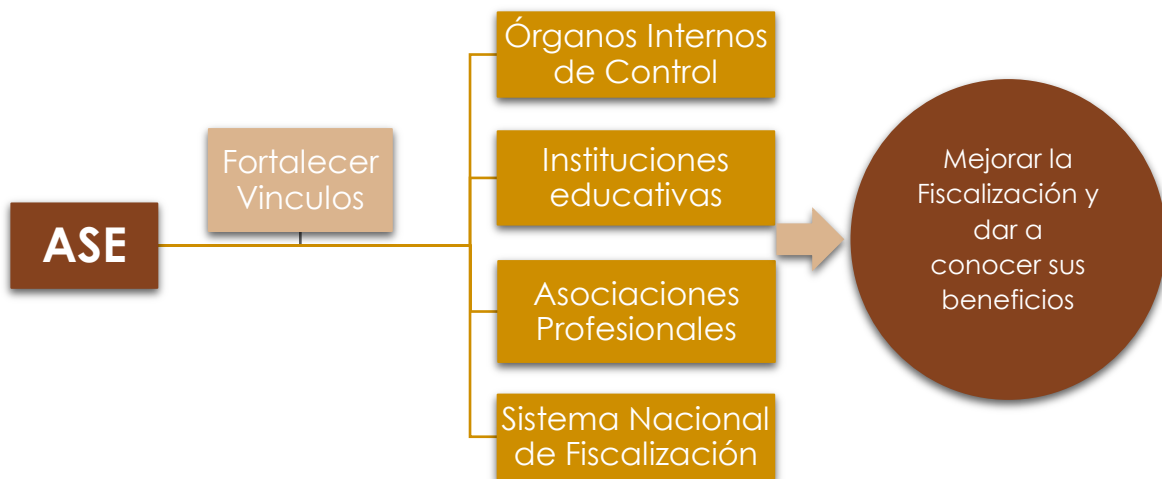 ASE
Fortalecer
Vinculos
Órganos Internos
de Control
Instituciones
educativas
Asociaciones
Profesionales
Sistema Nacional
de Fiscalización
Mejorar la
Fiscalización y
dar a
conocer sus
beneficios